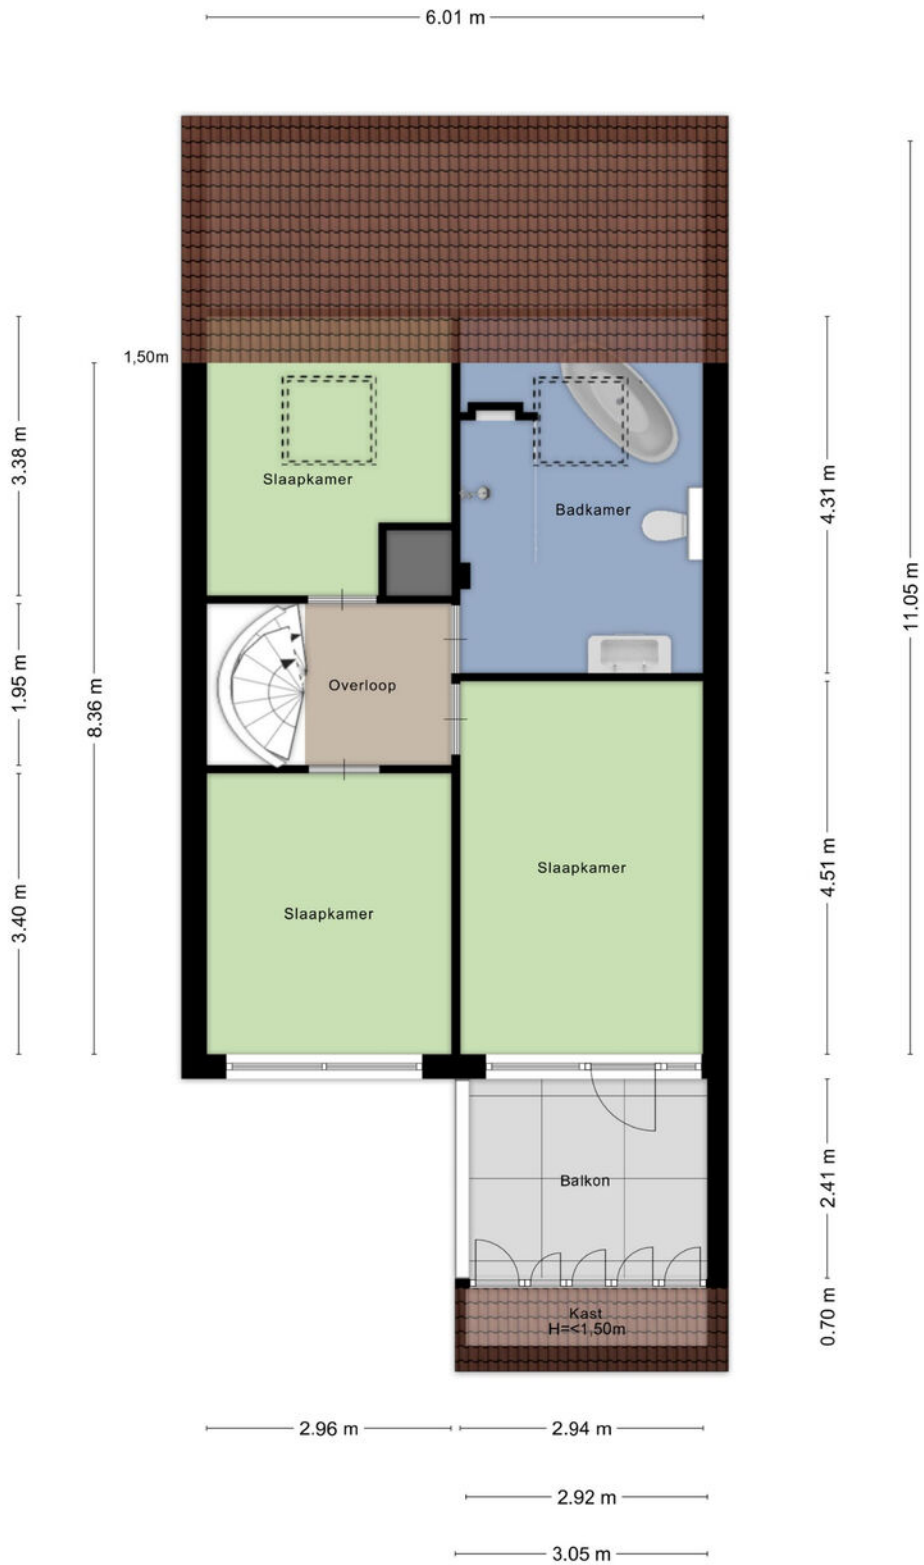 6.01 m
1,50m
3.38 m
4.31 m
Slaapkamer
Badkamer
11.05 m
1.95 m
8.36 m
Overloop
3.40 m
Slaapkamer
Slaapkamer
4.51 m
Balkon
2.41 m
Kast
H=<1,50m
0.70 m
2.96 m
2.94 m
2.92 m
3.05 m